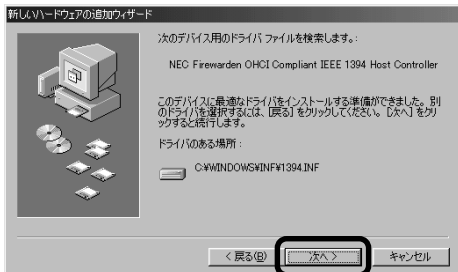 新しいハードウェアの追加ウィザード
次のデバイス用のドライバ ファイルを検索します。:
NEC Firewarden OHCI Compliant IEEE 1394 Host Controller
このデバイスに最適なドライバをインストールする準備ができました。別
のドライバを選択するには、[戻る] をクリックしてください。[次へ] をクリ
ックすると続行します。
ドライバのある場所:
C:¥WINDOWS¥INF¥1394.INF
< 戻る(B)
次へ >
キャンセル